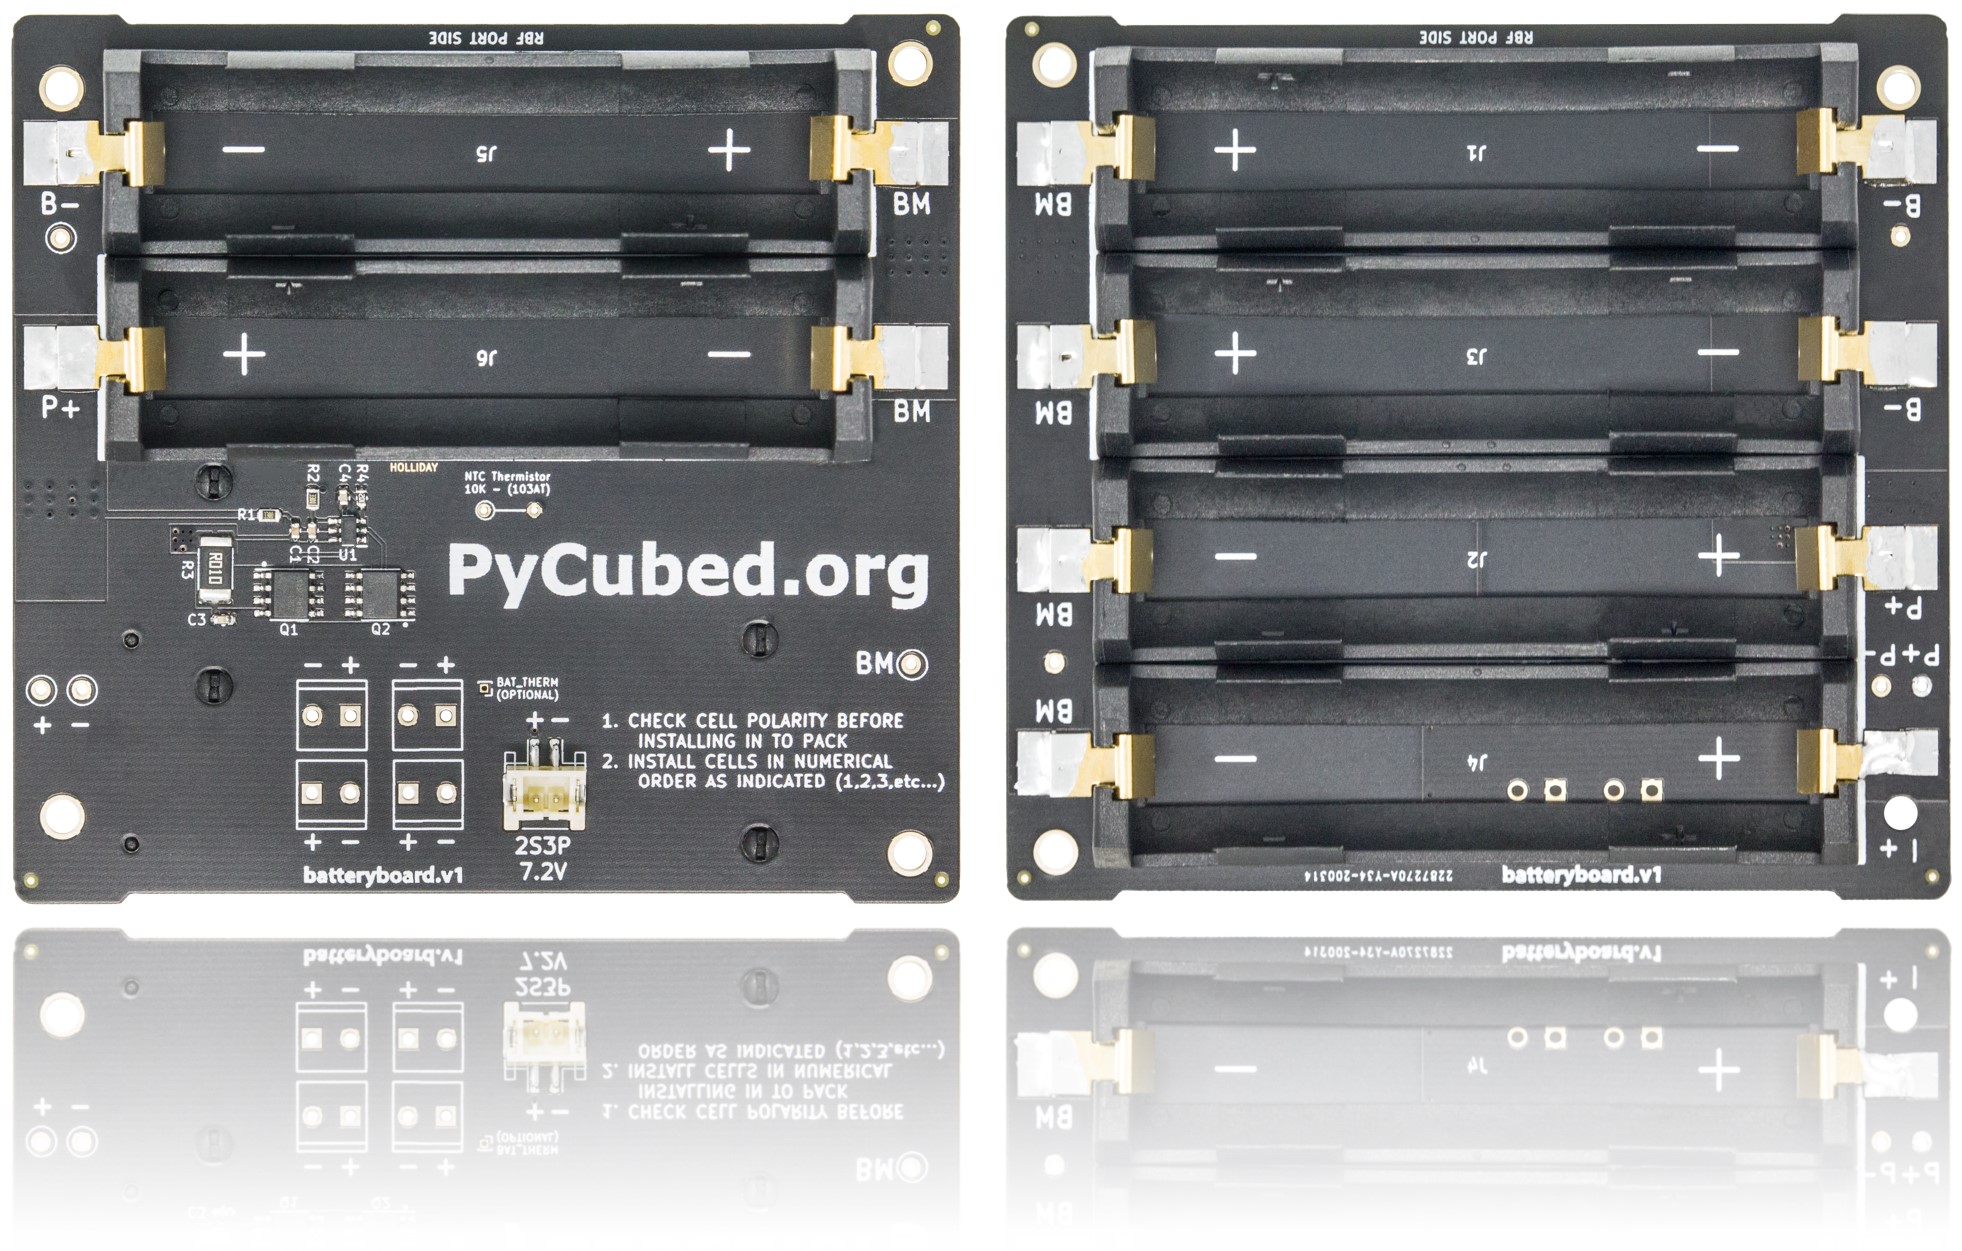 RBF PORT SIDE
J5
B-
BM
J6
P+
BM
R2
C4
R4
HOLLIDAY
NTC Thermistor
10K - (103AT)
R1
C1
C2
U1
R3
R010
PyCubed.org
C3
Q1
Q2
BM
- +
- +
BAT_THERM
(OPTIONAL)
+ -
+ -
1. CHECK CELL POLARITY BEFORE
INSTALLING IN TO PACK
2. INSTALL CELLS IN NUMERICAL
ORDER AS INDICATED (1,2,3,etc...)
+ -
+ -
2S3P
7.2V
batteryboard.v1
RBF PORT SIDE
J1
BM
B-
J3
BM
B-
J2
BM
P+
P+ P-
BM
J4
- +
2287270A-Y34-200314
batteryboard.v1